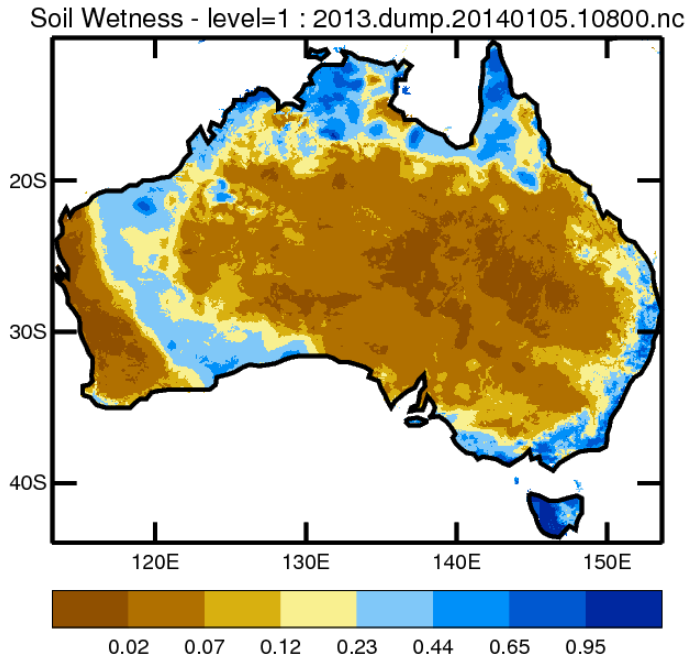 Soil Wetness - level=1 : 2013.dump.20140105.10800.nc
20S
30S
40S
120E 130E 140E 150E
0.02 0.07 0.12 0.23 0.44 0.65 0.95